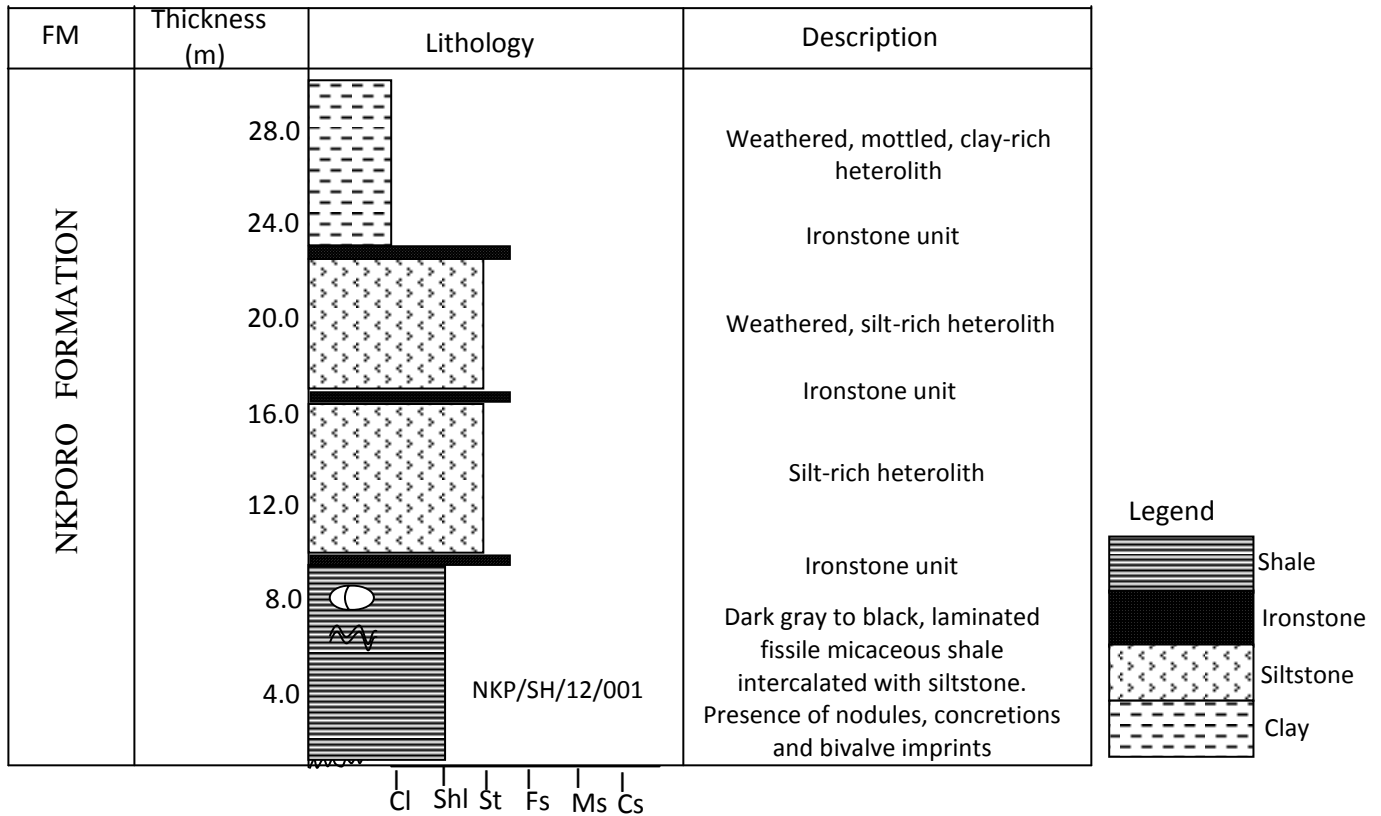 FM
Thickness
(m)
Lithology
Description
NKPORO FORMATION
28.0
24.0
20.0
16.0
12.0
8.0
4.0
NKP/SH/12/001
Weathered, mottled, clay-rich
heterolith
Ironstone unit
Weathered, silt-rich heterolith
Ironstone unit
Silt-rich heterolith
Ironstone unit
Dark gray to black, laminated
fissile micaceous shale
intercalated with siltstone.
Presence of nodules, concretions
and bivalve imprints
Cl Shl St Fs Ms Cs
Legend
Shale
Ironstone
Siltstone
Clay